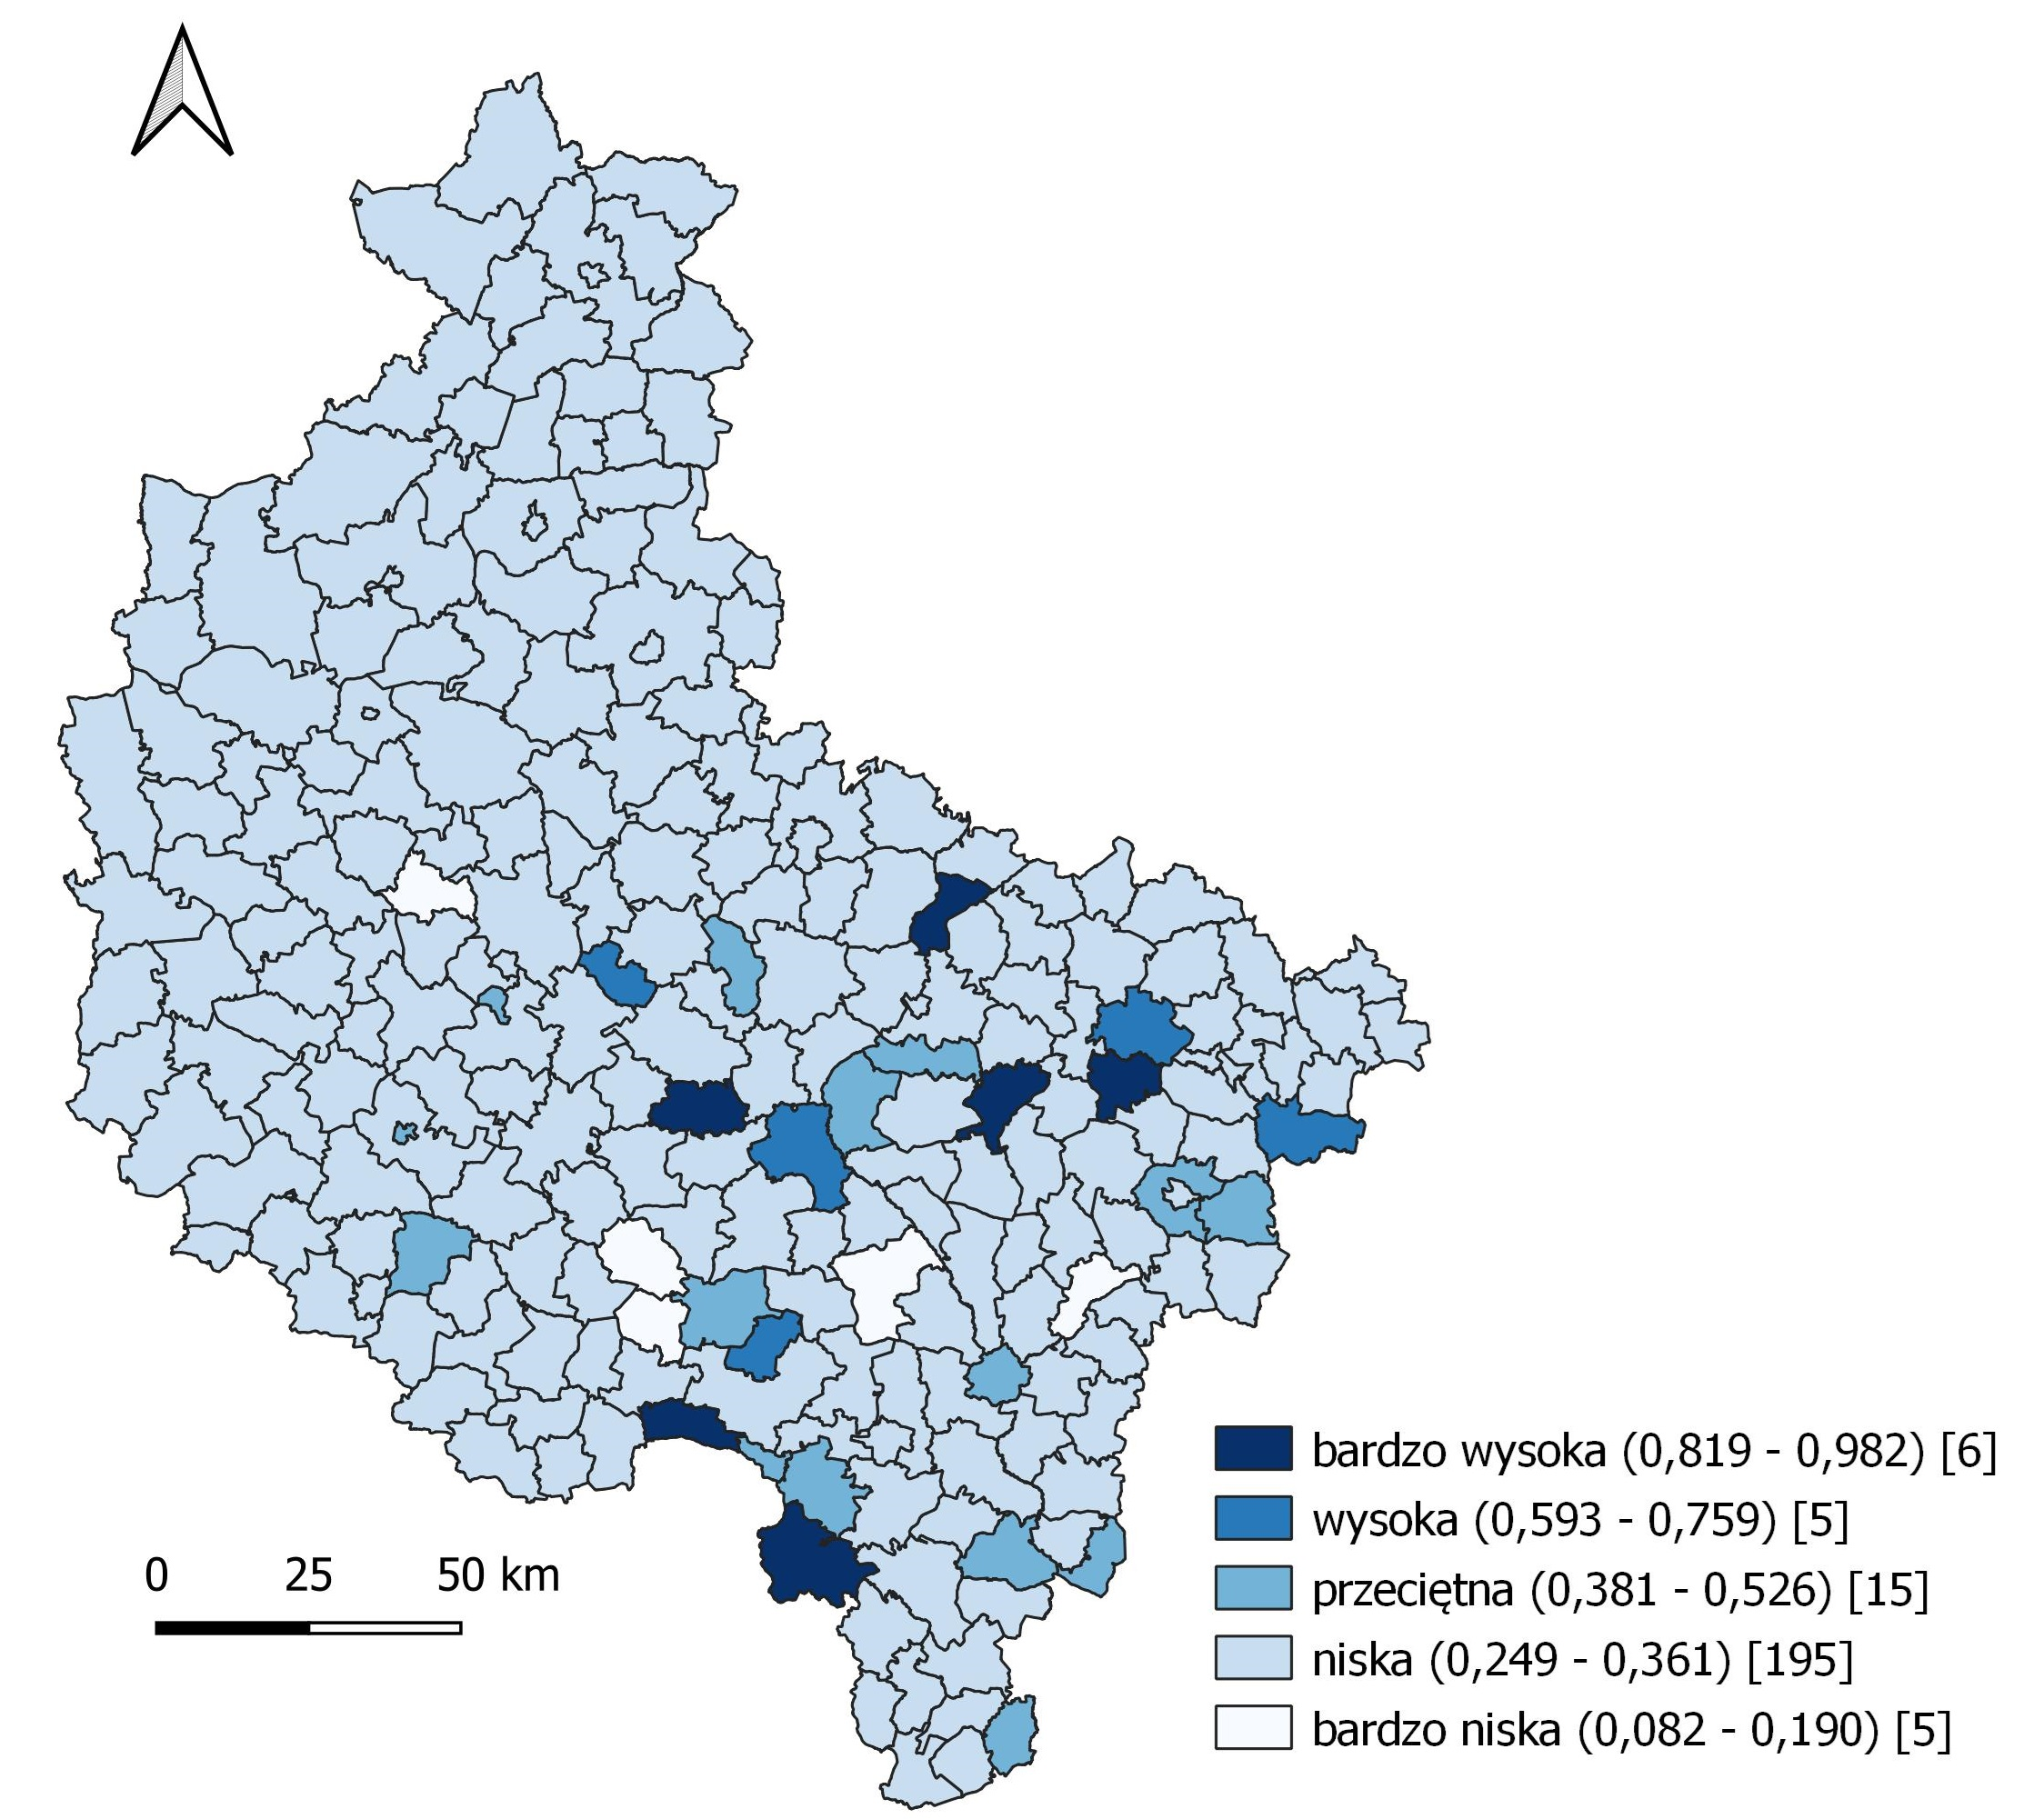 bardzo wysoka (0,819 - 0,982) [6]
wysoka (0,593 - 0,759) [5]
przeciętna (0,381 - 0,526) [15]
niska (0,249 - 0,361) [195]
bardzo niska (0,082 - 0,190) [5]
0 25 50 km